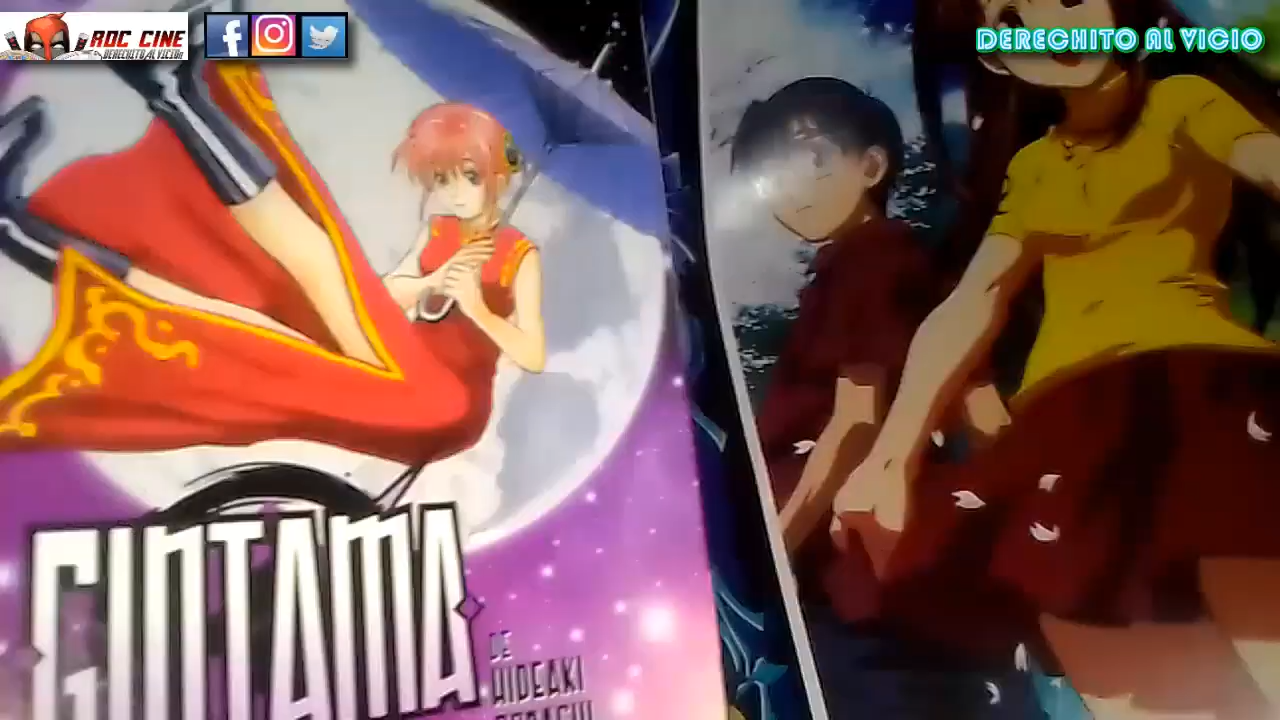 ROC CINE
DERECHITO AL VICIO!!
DERECHITO AL VICIO
GINTAMA
DE
HIDEAKI